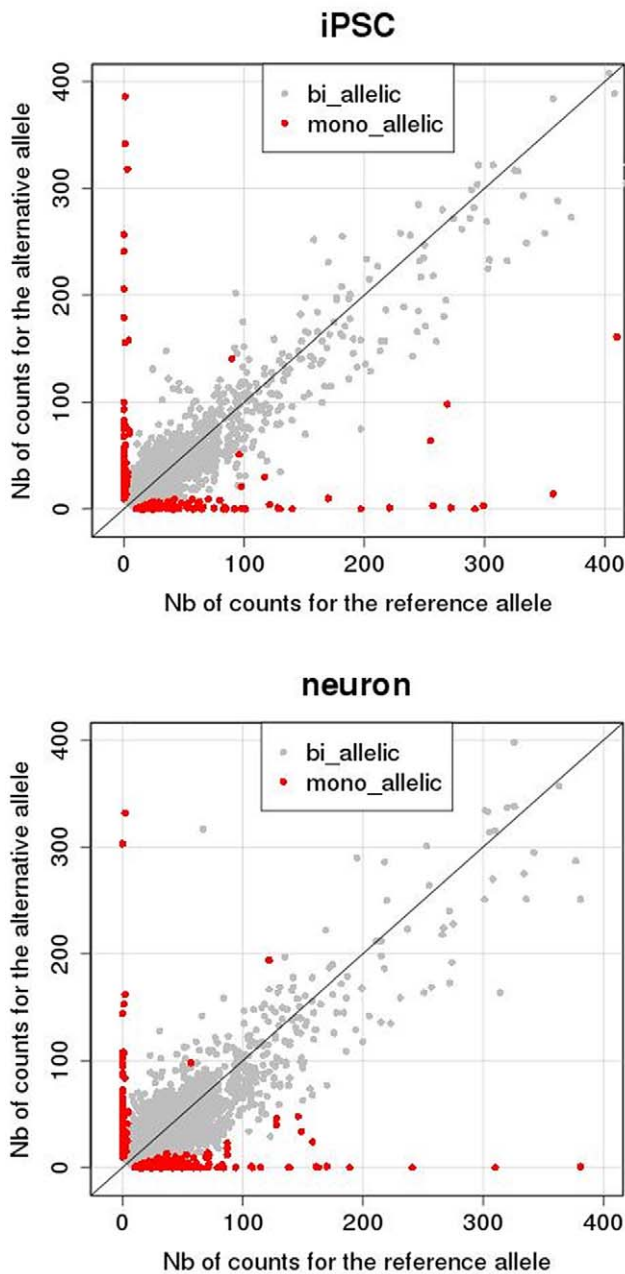 iPSC
bi_allelic
mono_allelic
Nb of counts for the alternative allele
400
300
200
100
0
0 100 200 300 400
Nb of counts for the reference allele
neuron
bi_allelic
mono_allelic
Nb of counts for the alternative allele
400
300
200
100
0
0 100 200 300 400
Nb of counts for the reference allele